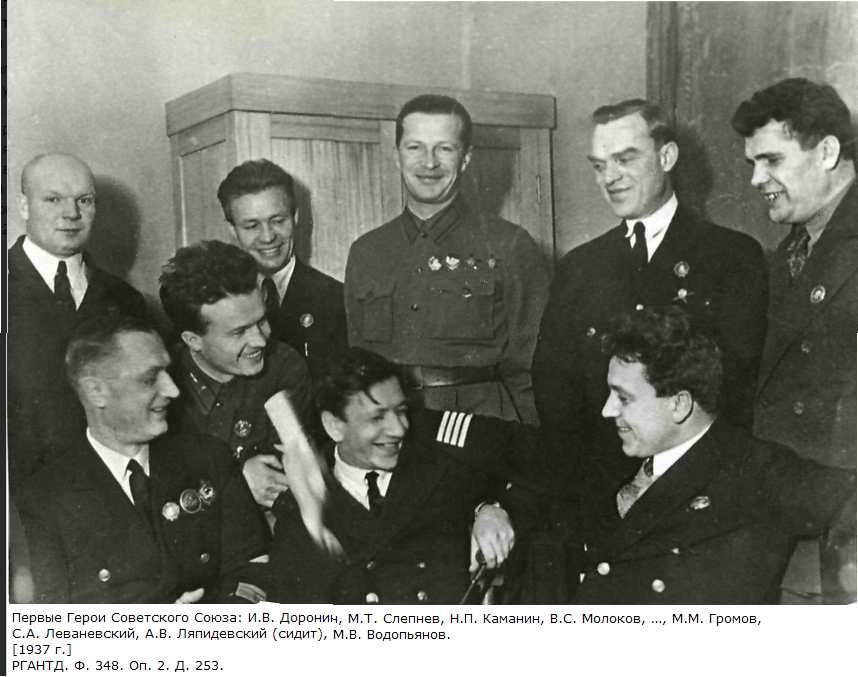 Первые Герои Советского Союза: И.В. Доронин, М.Т. Слепнев, Н.П. Каманин, В.С. Молоков, ..., М.М. Громов,
С.А. Леваневский, А.В. Ляпидевский (сидит), М.В. Водопьянов.
[1937 г.]
РГАНТД. Ф. 348. Оп. 2. Д. 253.